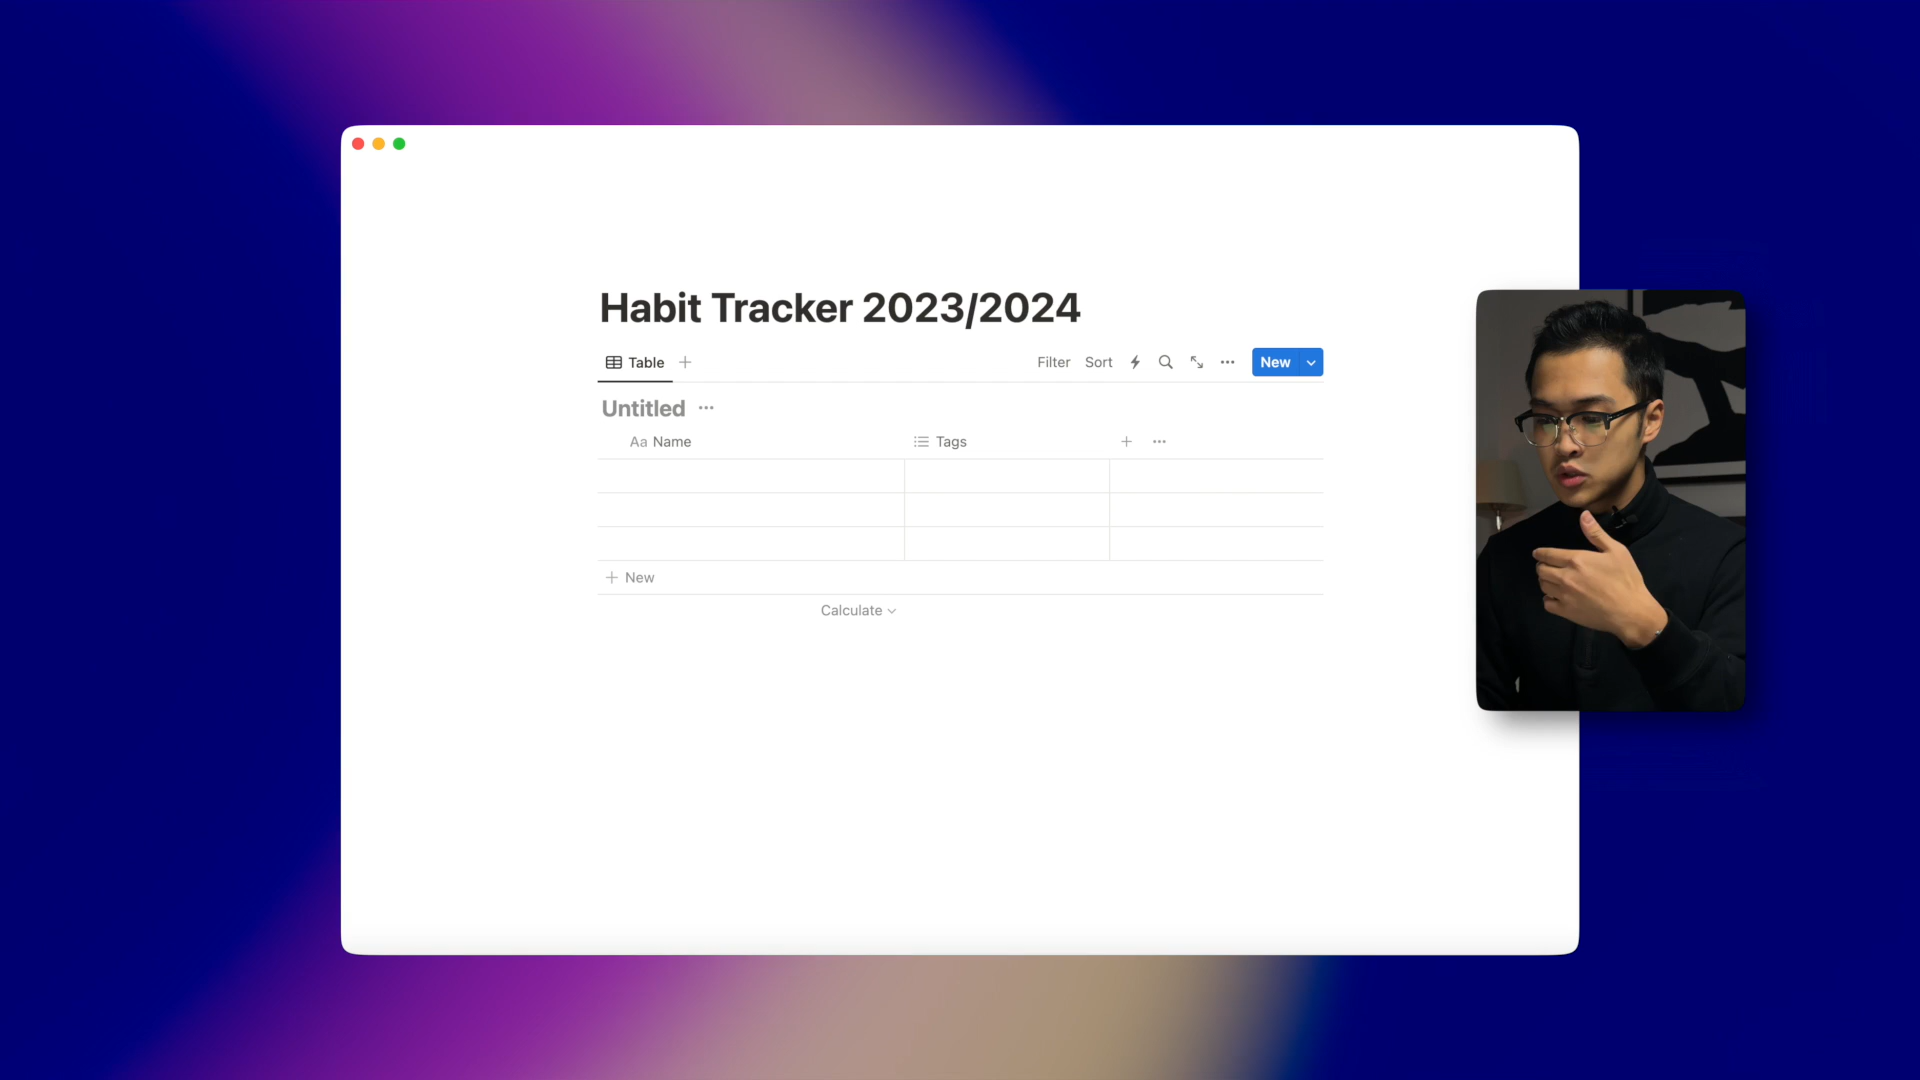 Habit Tracker 2023/2024
Table
Filter Sort New
Untitled
Aa Name Tags
New
Calculate